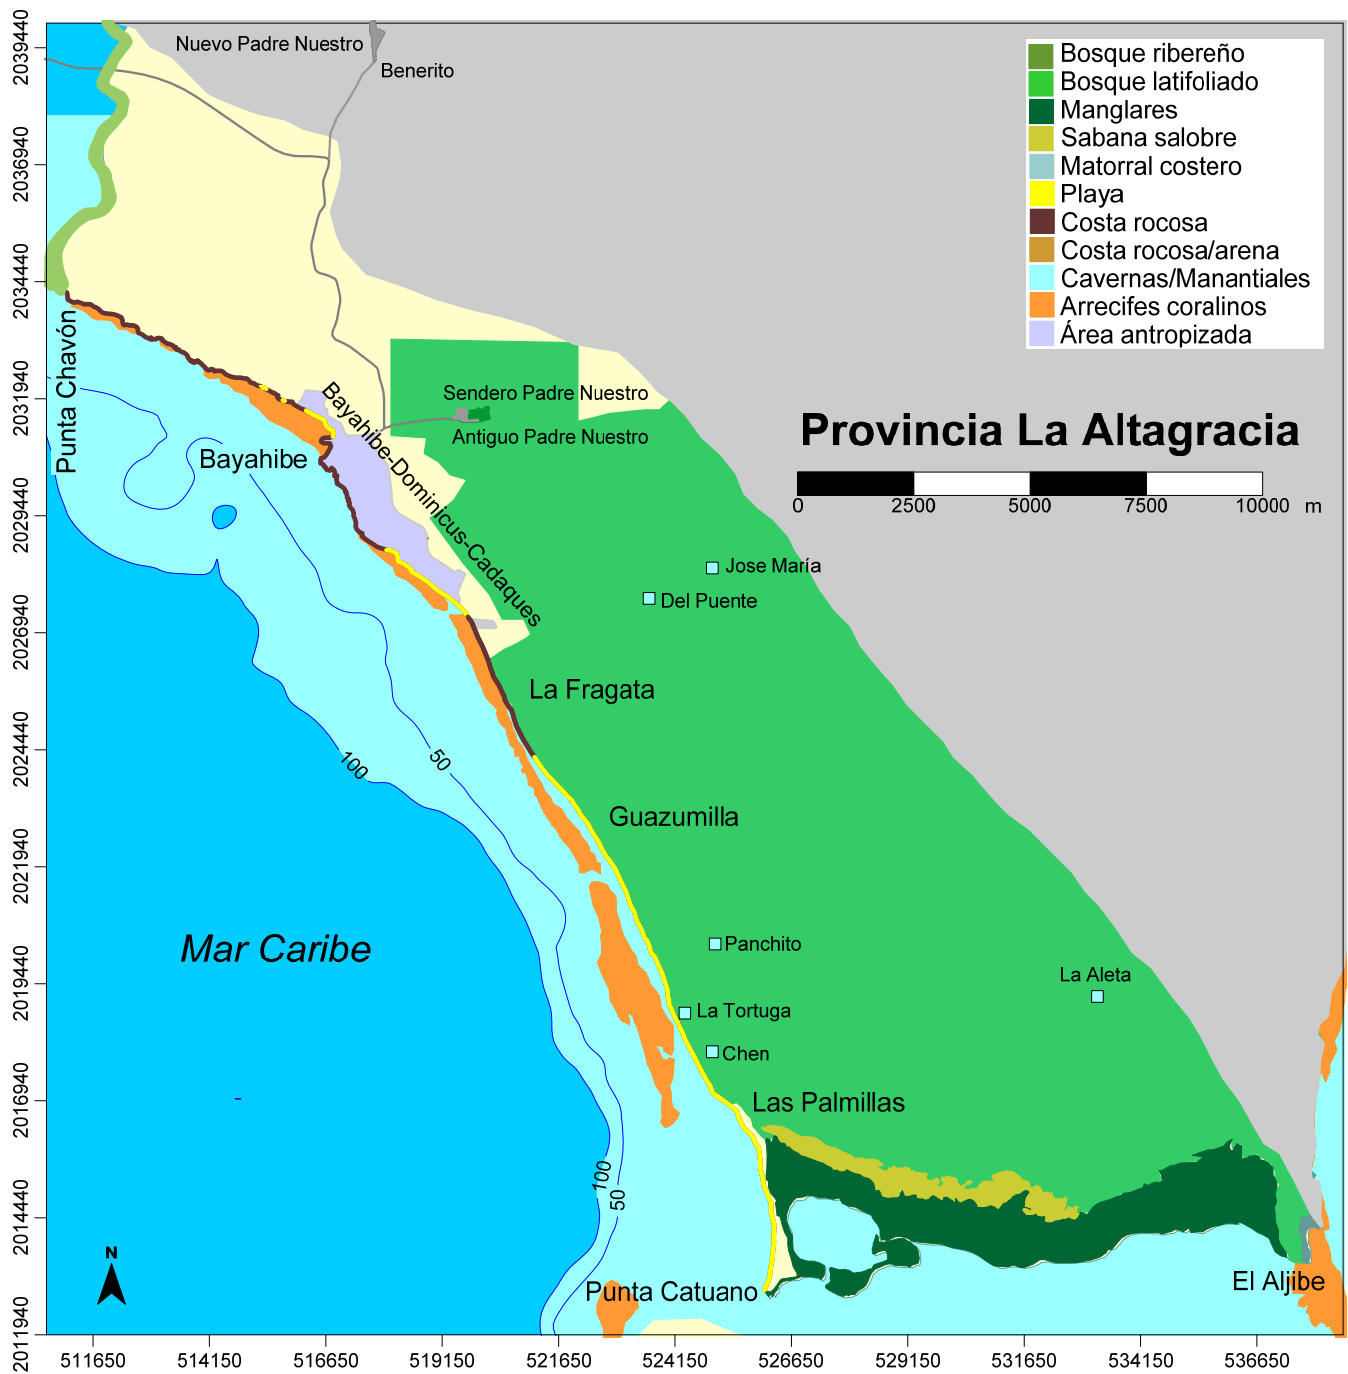 Nuevo Padre Nuestro
Benerito
Bosque ribereño
Bosque latifoliado
Manglares
Sabana salobre
Matorral costero
Playa
Costa rocosa
Costa rocosa/arena
Cavernas/Manantiales
Arrecifes coralinos
Área antropizada
Provincia La Altagracia
0 2500 5000 7500 10000 m
Punta Chavón
Sendero Padre Nuestro
Antiguo Padre Nuestro
Bayahibe
Bayahibe-Dominicus-Cadaques
Jose María
Del Puente
La Fragata
100
50
Guazumilla
Mar Caribe
Panchito
La Aleta
La Tortuga
Chen
Las Palmillas
100
50
N
Punta Catuano
El Aljibe
2039440
2036940
2034440
2031940
2029440
2026940
2024440
2021940
2019440
2016940
2014440
2011940
511650 514150 516650 519150 521650 524150 526650 529150 531650 534150 536650